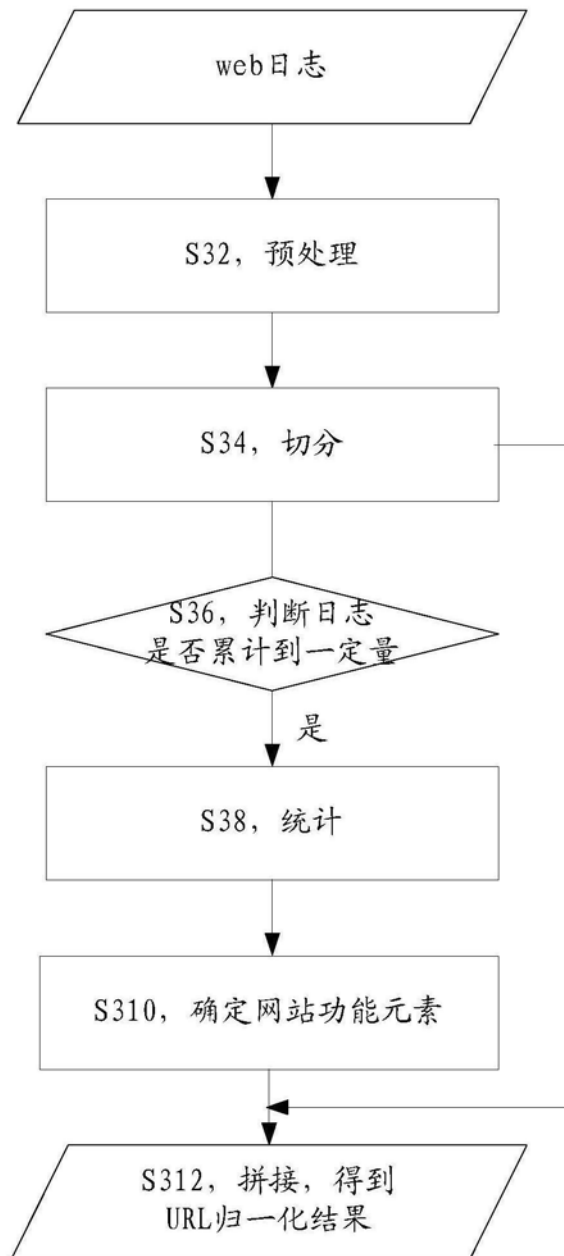 web日志
S32，预处理
S34，切分
S36，判断日志
是否累计到一定量
是
S38，统计
S310，确定网站功能元素
S312，拼接，得到
URL归一化结果